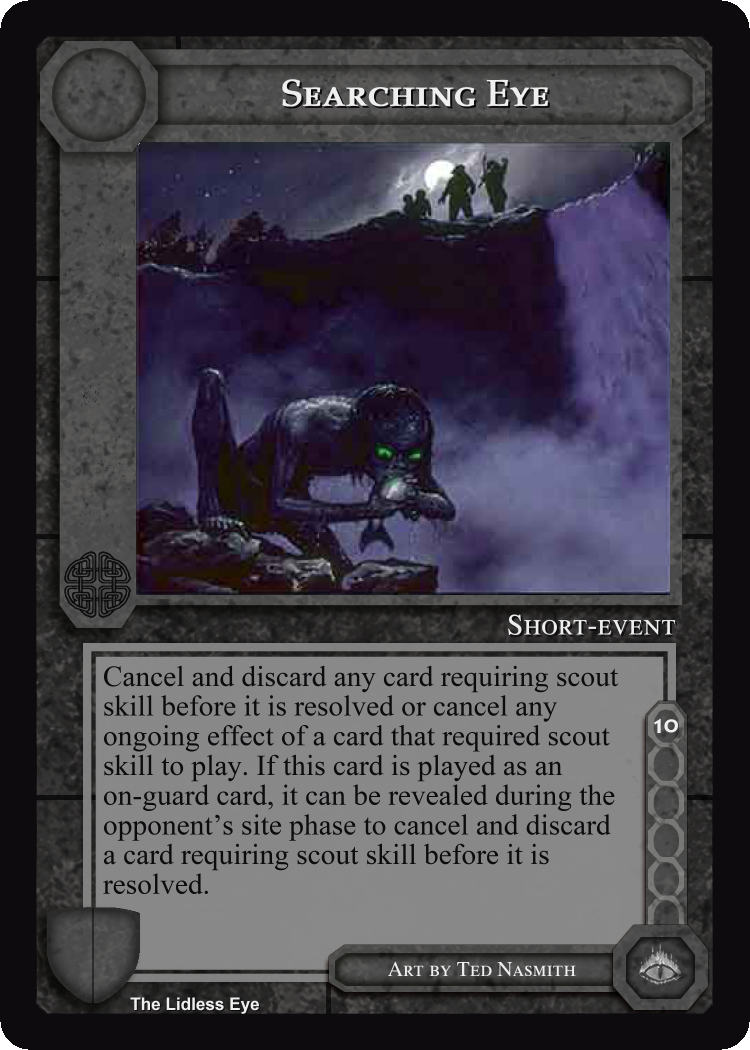 Searching Eye
Short-event
Cancel and discard any card requiring scout
skill before it is resolved or cancel any
ongoing effect of a card that required scout
skill to play. If this card is played as an
on-guard card, it can be revealed during the
opponent's site phase to cancel and discard
a card requiring scout skill before it is
resolved.
10
Art by Ted Nasmith
The Lidless Eye